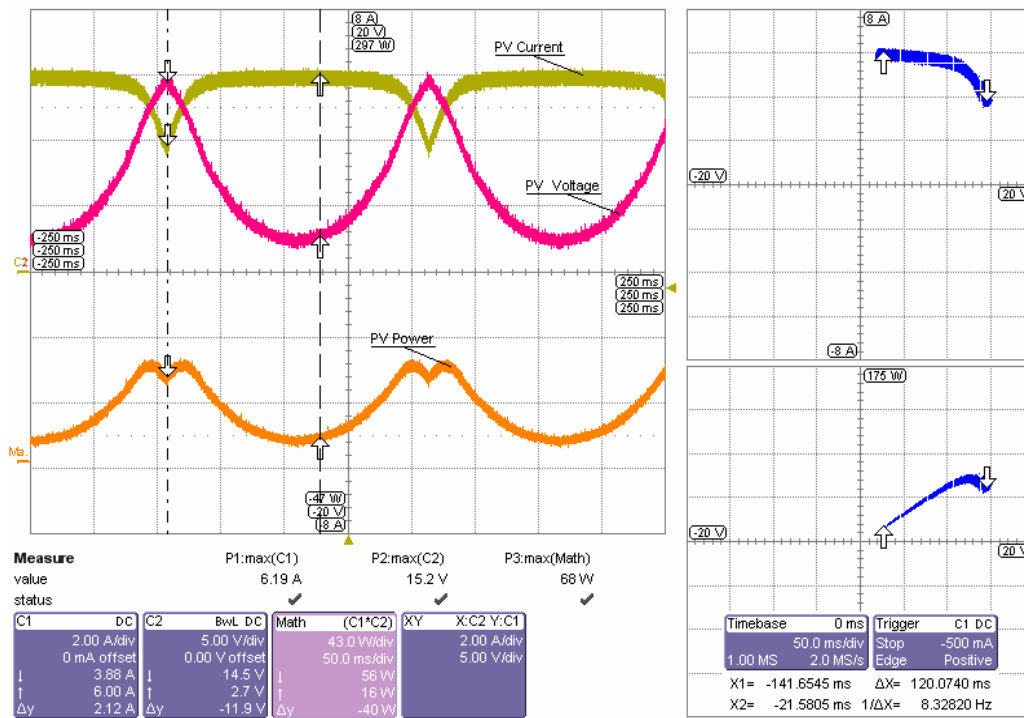 8 A
20 V
297 W
PV Current
PV Voltage
-250 ms
-250 ms
-250 ms
C2
250 ms
250 ms
250 ms
PV Power
Ma
-47 W
-20 V
-8 A
8 A
-20 V
20 V
-8 A
175 W
-20 V
20 V
Measure P1:max(C1) P2:max(C2) P3:max(Math)
value 6.19 A 15.2 V 68 W
status
C1 DC
2.00 A/div
0 mA offset
↓ 3.88 A
↑ 6.00 A
Δy 2.12 A
C2 BwL DC
5.00 V/div
0.00 V offset
↓ 14.5 V
↑ 2.7 V
Δy -11.9 V
Math (C1*C2)
43.0 W/div
50.0 ms/div
↓ 56 W
↑ 16 W
Δy -40 W
XY X:C2 Y:C1
2.00 A/div
5.00 V/div
Timebase 0 ms
50.0 ms/div
1.00 MS 2.0 MS/s
Trigger C1 DC
Stop -500 mA
Edge Positive
X1= -141.6545 ms ΔX= 120.0740 ms
X2= -21.5805 ms 1/ΔX= 8.32820 Hz